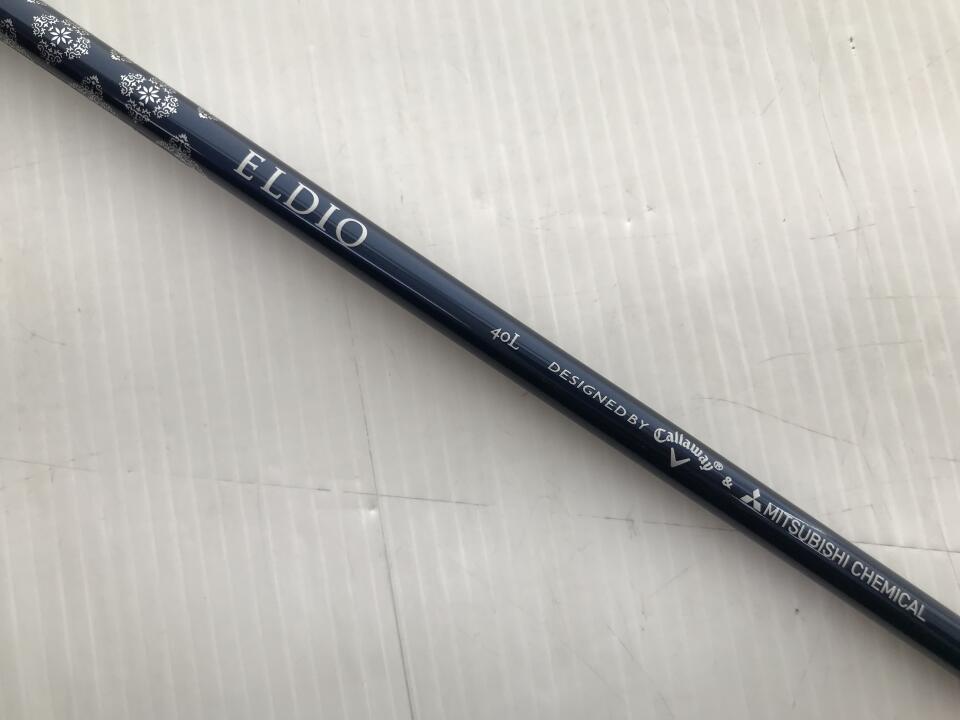 ELDIO
40L
DESIGNED BY Callaway® & MITSUBISHI CHEMICAL